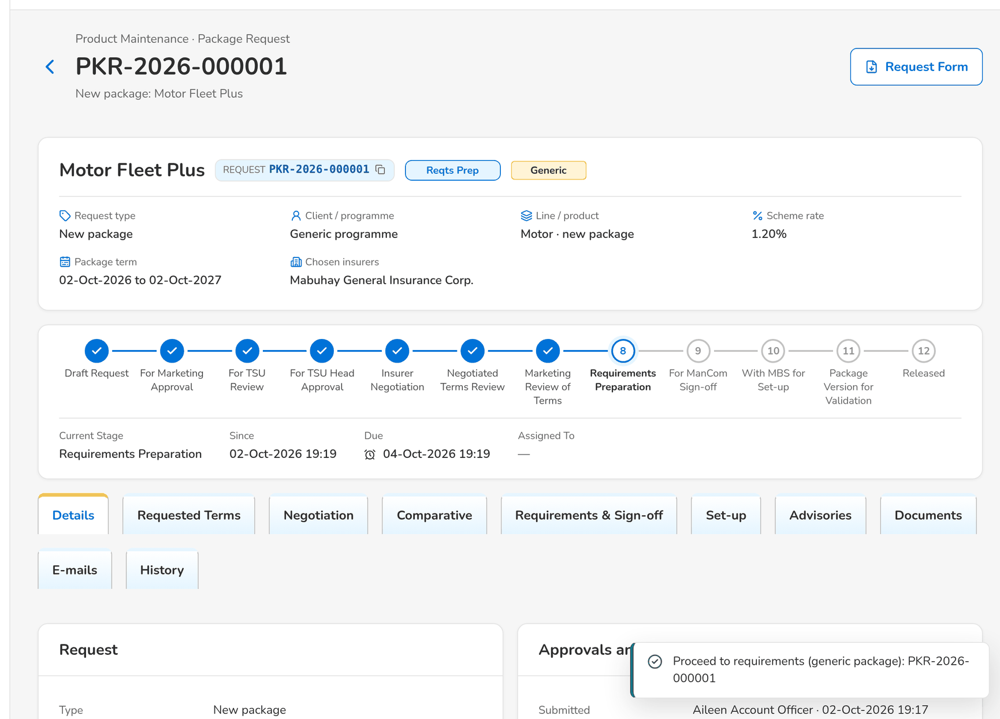 Product Maintenance · Package Request
PKR-2026-000001
New package: Motor Fleet Plus
Request Form
Motor Fleet Plus
REQUEST PKR-2026-000001
Reqts Prep
Generic
Request type
New package
Client / programme
Generic programme
Line / product
Motor · new package
Scheme rate
1.20%
Package term
02-Oct-2026 to 02-Oct-2027
Chosen insurers
Mabuhay General Insurance Corp.
Draft Request
For Marketing
Approval
For TSU
Review
For TSU Head
Approval
Insurer
Negotiation
Negotiated
Terms Review
Marketing
Review of
Terms
8
Requirements
Preparation
9
For ManCom
Sign-off
10
With MBS for
Set-up
11
Package
Version for
Validation
12
Released
Current Stage
Requirements Preparation
Since
02-Oct-2026 19:19
Due
04-Oct-2026 19:19
Assigned To
—
Details
Requested Terms
Negotiation
Comparative
Requirements & Sign-off
Set-up
Advisories
Documents
E-mails
History
Request
Type
New package
Approvals
Proceed to requirements (generic package): PKR-2026-
000001
Submitted
Aileen Account Officer · 02-Oct-2026 19:17